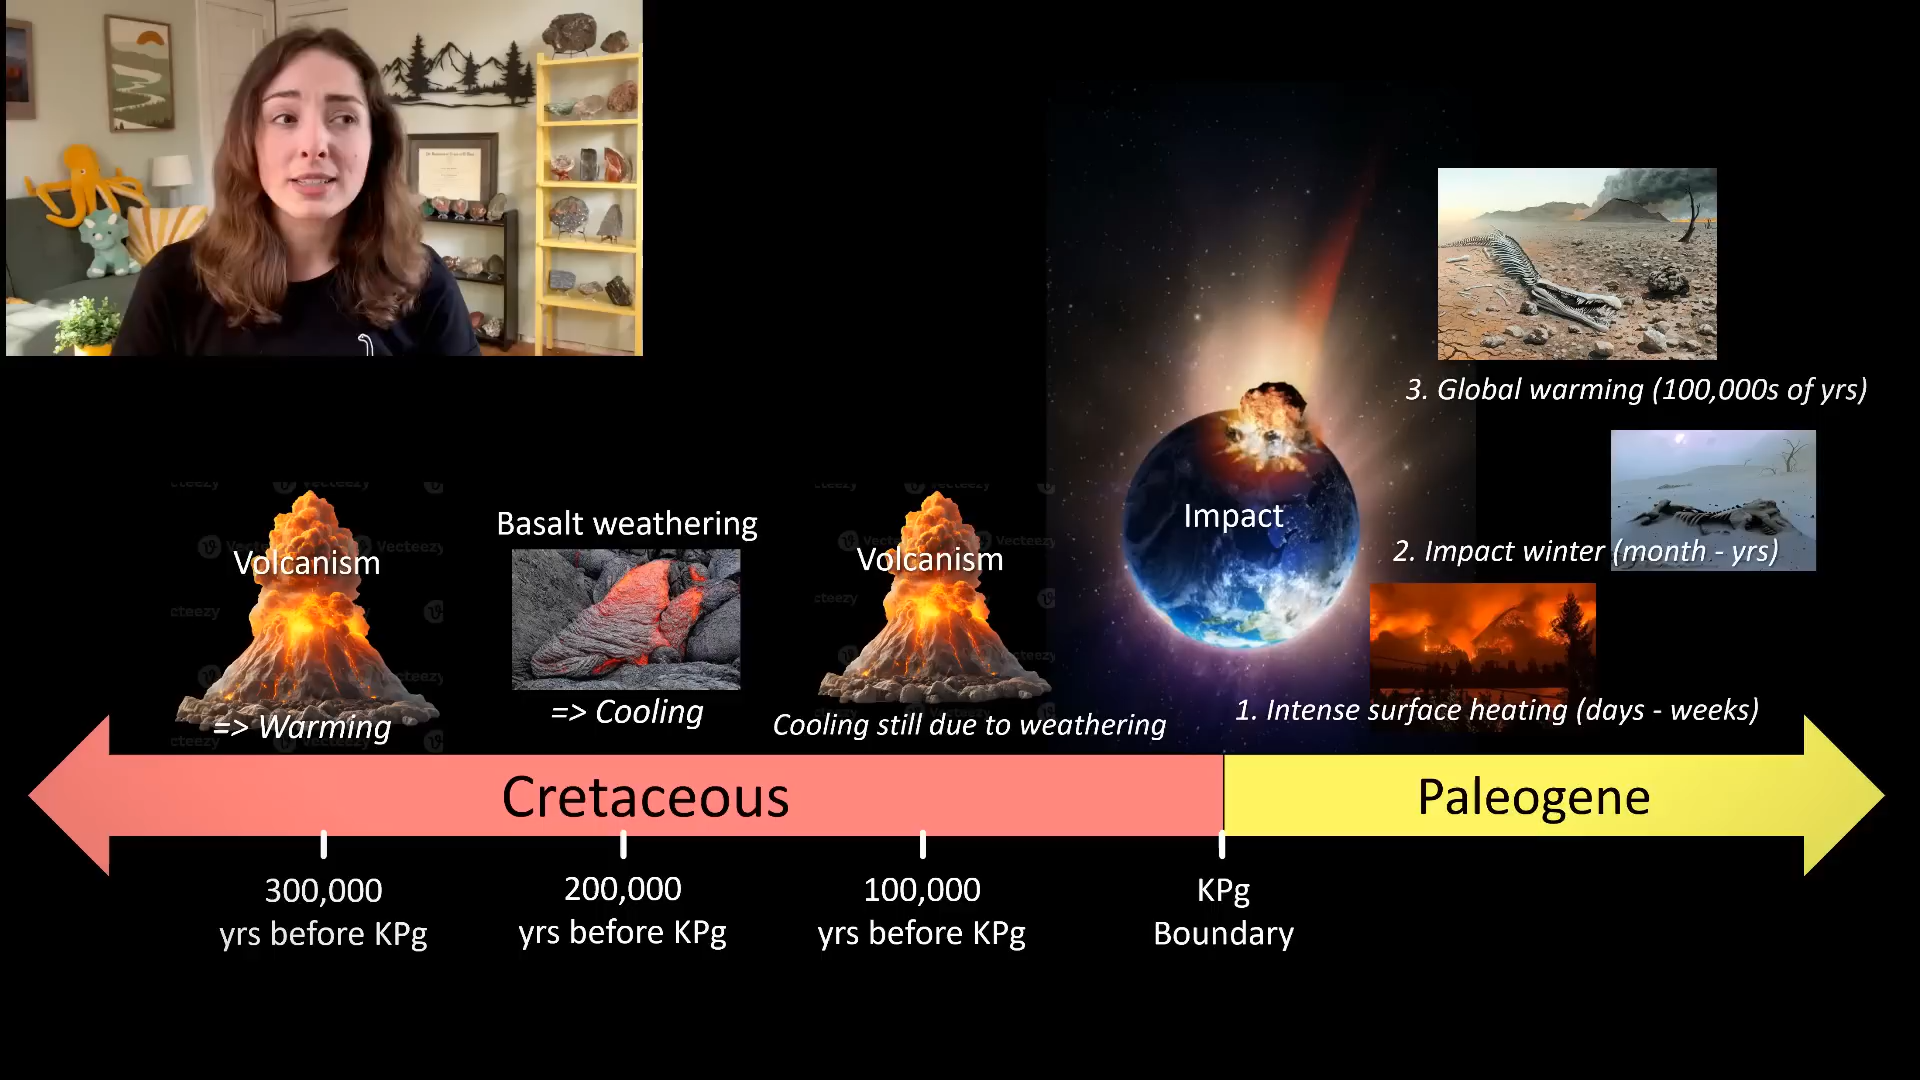 3. Global warming (100,000s of yrs)
Impact
2. Impact winter (month - yrs)
Basalt weathering
Volcanism
Volcanism
Vecteezy
Vecteezy
=> Warming
=> Cooling
Cooling still due to weathering
1. Intense surface heating (days - weeks)
Cretaceous
Paleogene
300,000
yrs before KPg
200,000
yrs before KPg
100,000
yrs before KPg
KPg
Boundary